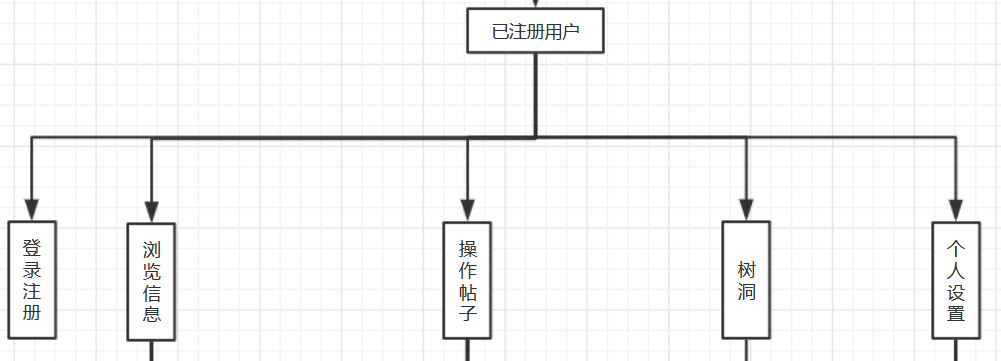 已注册用户
登录注册
浏览信息
操作帖子
树洞
个人设置